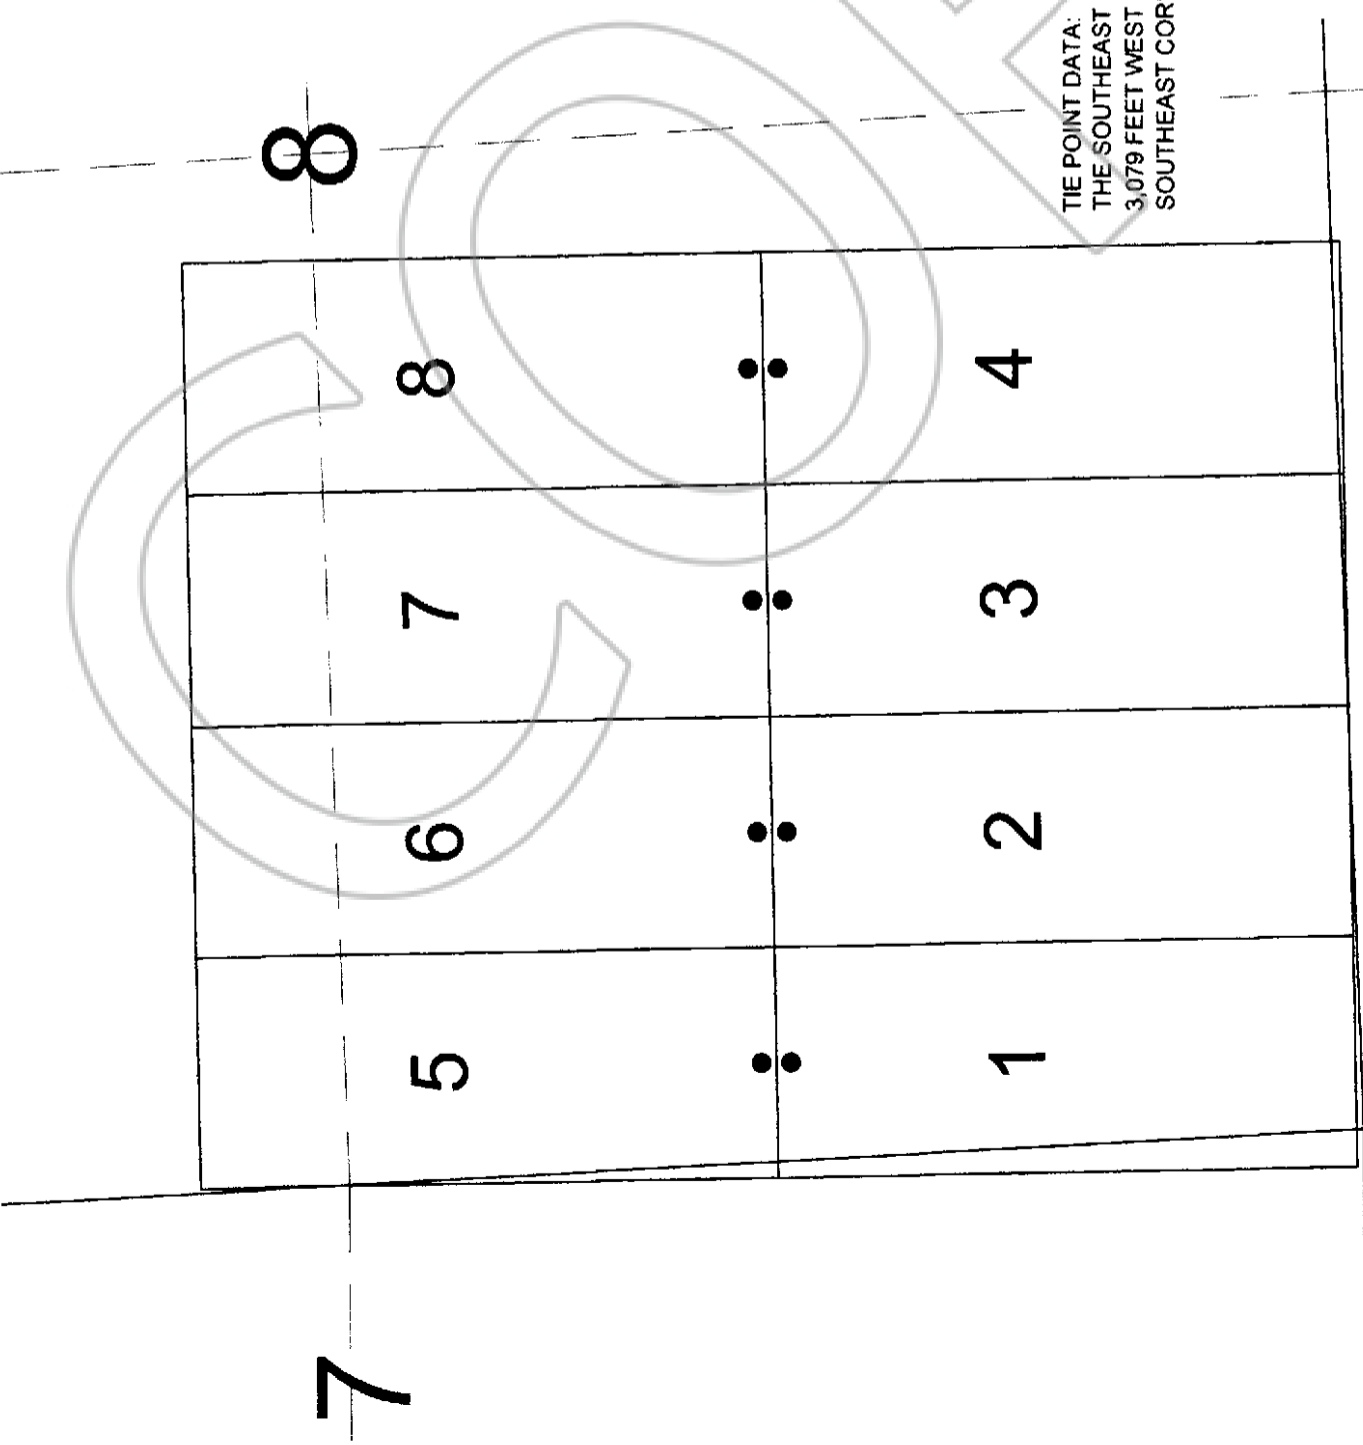 7 8
5 6 7 8
1 2 3 4
TIE POINT DATA:
THE SOUTHEAST
3,079 FEET WEST
SOUTHEAST COR
CO